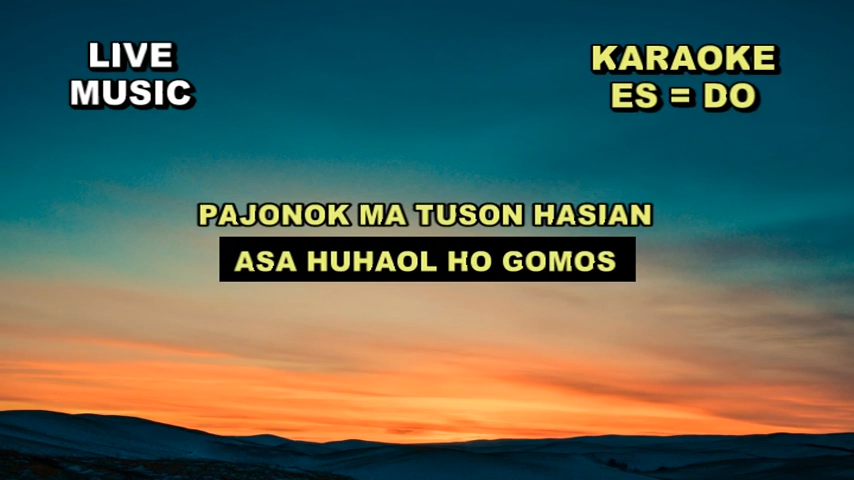 LIVE
MUSIC
KARAOKE
ES = DO
PAJONOK MA TUSON HASIAN
ASA HUHAOL HO GOMOS